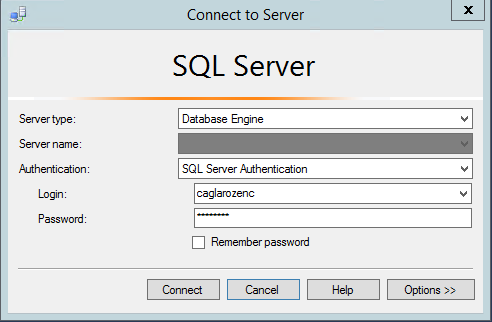 Connect to Server
x
SQL Server
Server type: Database Engine
Server name:
Authentication: SQL Server Authentication
Login: caglarozenc
Password: ********
Remember password
Connect Cancel Help Options >>